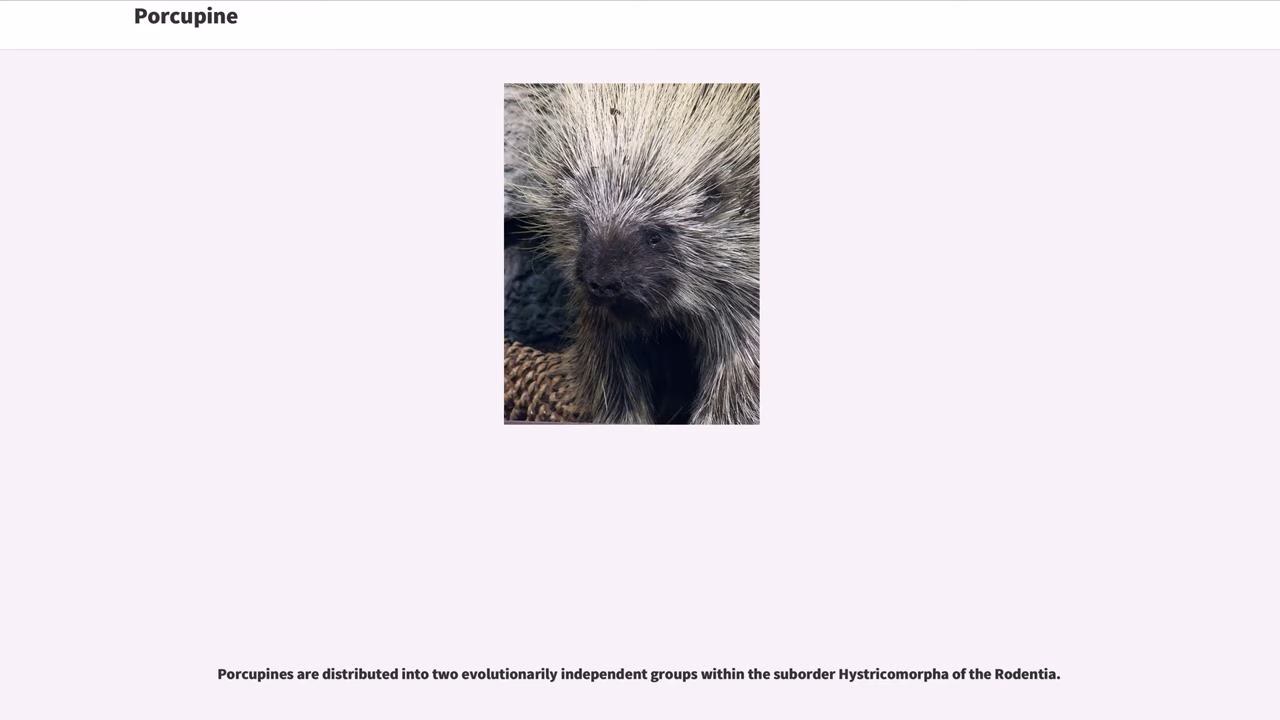 Porcupine
Porcupines are distributed into two evolutionarily independent groups within the suborder Hystricomorpha of the Rodentia.